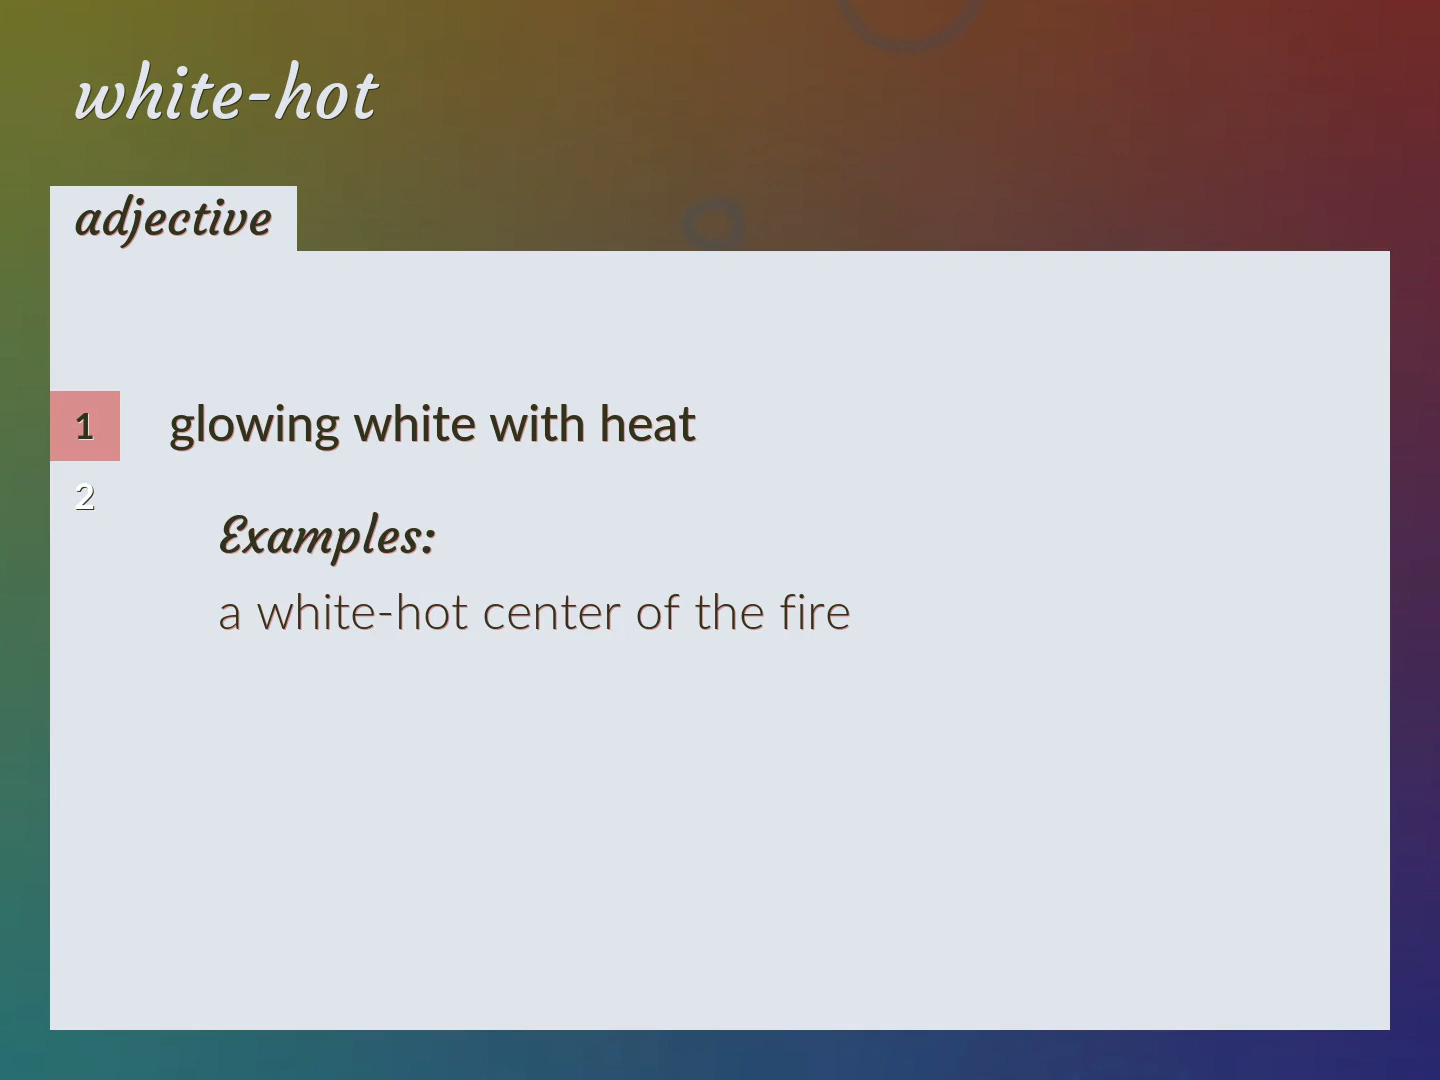 white-hot
adjective
1
glowing white with heat
2
Examples:
a white-hot center of the fire